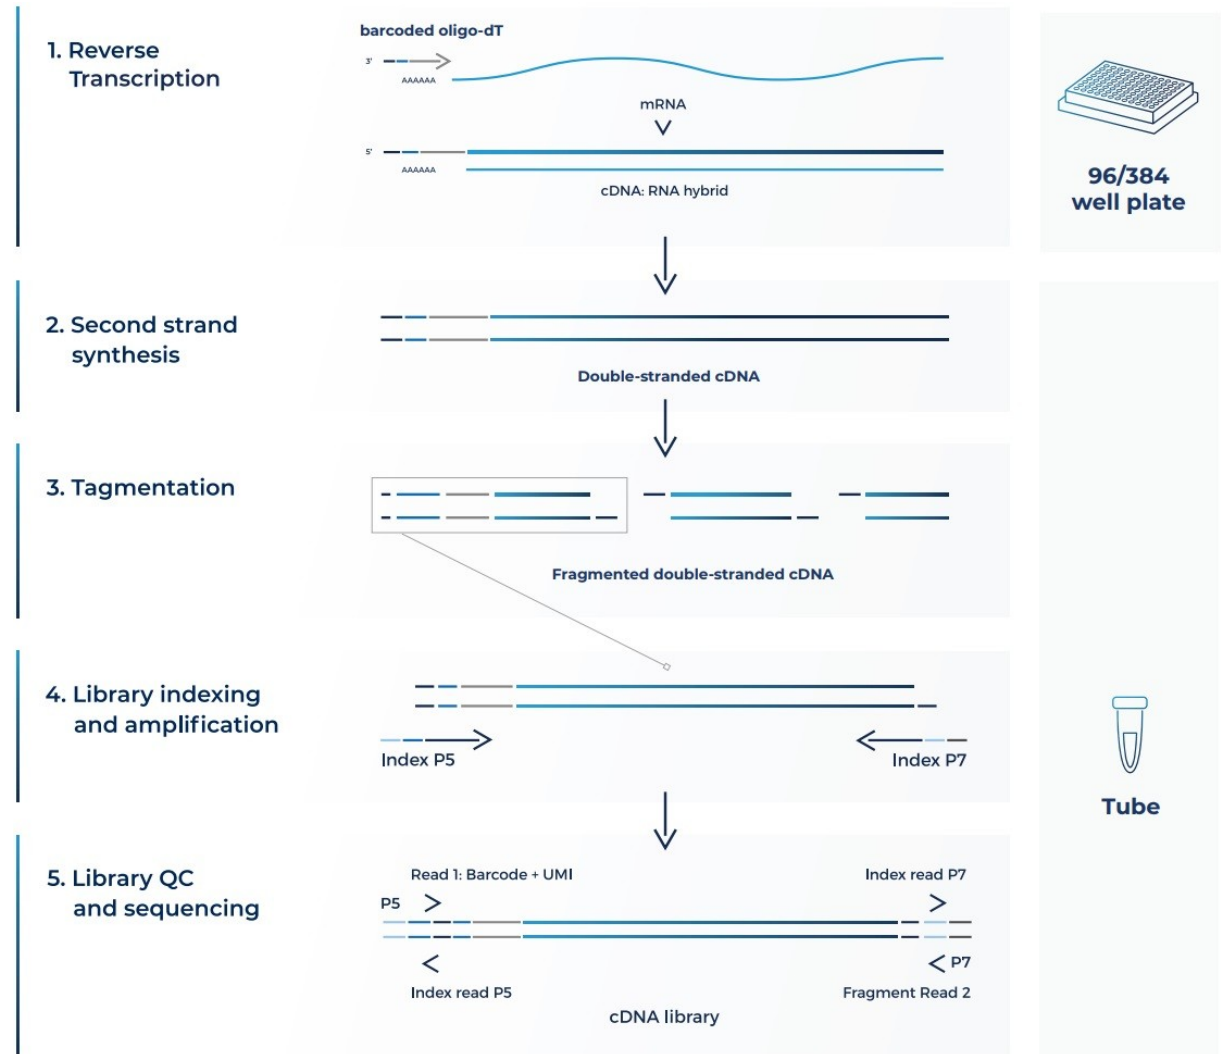 1. Reverse
Transcription
barcoded oligo-dT
3'
AAAAAA
mRNA
5'
AAAAAA
cDNA: RNA hybrid
96/384
well plate
2. Second strand
synthesis
Double-stranded cDNA
3. Tagmentation
Fragmented double-stranded cDNA
4. Library indexing
and amplification
Index P5
Index P7
Tube
5. Library QC
and sequencing
Read 1: Barcode + UMI
Index read P7
P5
P7
Index read P5
Fragment Read 2
cDNA library